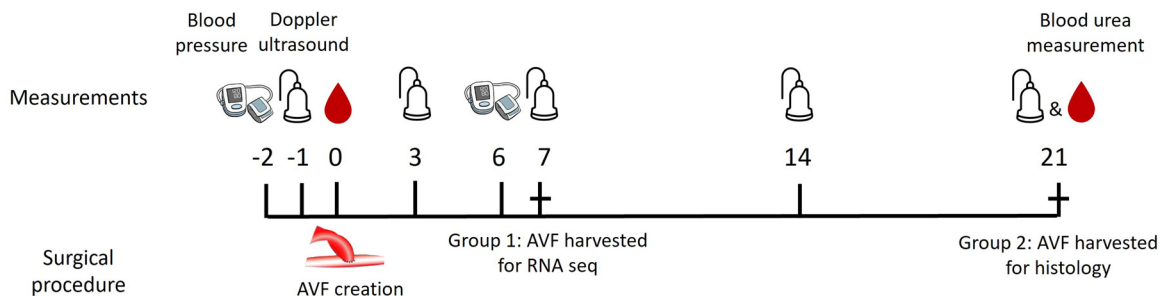 Blood
pressure
Doppler
ultrasound
Blood urea
measurement
Measurements
&
-2 -1 0 3 6 7 14 21
Surgical
procedure
AVF creation
Group 1: AVF harvested
for RNA seq
Group 2: AVF harvested
for histology